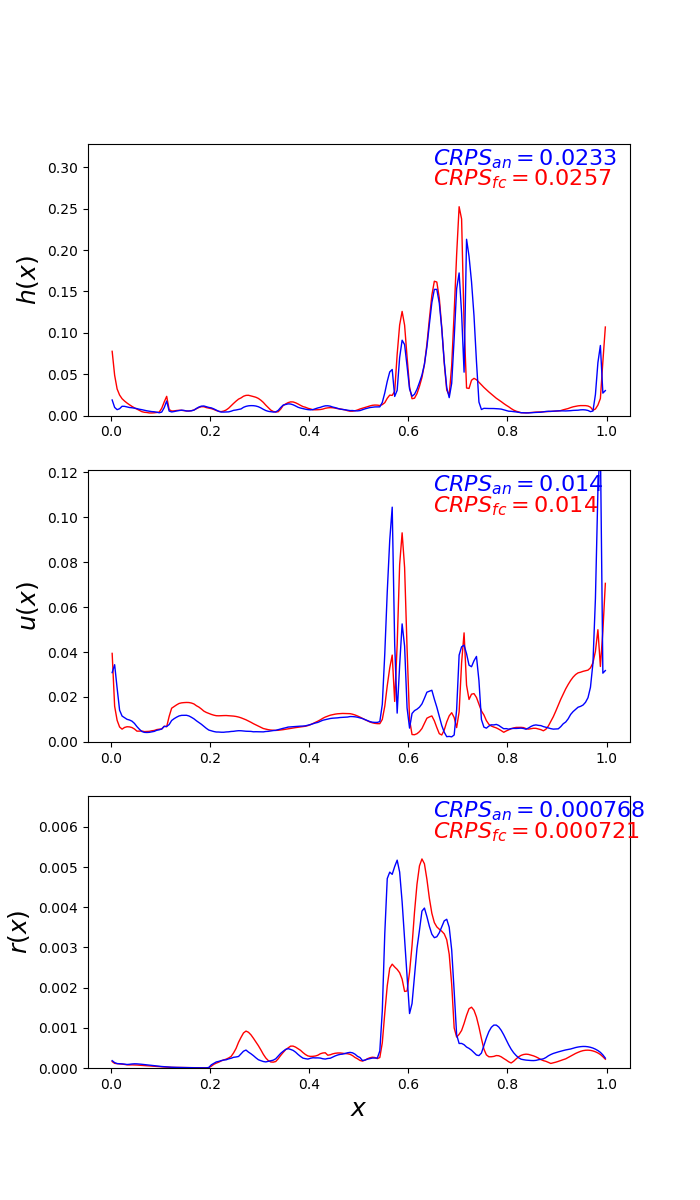 CRPS_an = 0.0233
CRPS_fc = 0.0257
0.30
0.25
0.20
0.15
0.10
0.05
0.00
h(x)
0.0 0.2 0.4 0.6 0.8 1.0
CRPS_an = 0.014
CRPS_fc = 0.014
0.12
0.10
0.08
0.06
0.04
0.02
0.00
u(x)
0.0 0.2 0.4 0.6 0.8 1.0
CRPS_an = 0.000768
CRPS_fc = 0.000721
0.006
0.005
0.004
0.003
0.002
0.001
0.000
r(x)
0.0 0.2 0.4 0.6 0.8 1.0
x